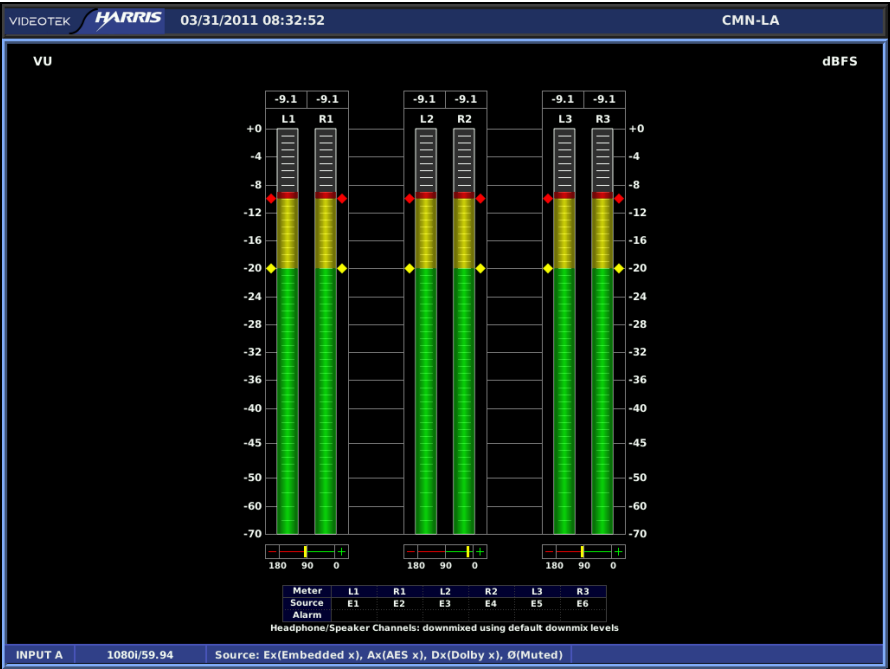 VIDEOTEK HARRIS 03/31/2011 08:32:52 CMN-LA
VU dBFS
-9.1 -9.1 -9.1 -9.1 -9.1 -9.1
L1 R1 L2 R2 L3 R3
+0 +0
-4 -4
-8 -8
-12 -12
-16 -16
-20 -20
-24 -24
-28 -28
-32 -32
-36 -36
-40 -40
-45 -45
-50 -50
-60 -60
-70 -70
- + - + - +
180 90 0 180 90 0 180 90 0
Meter L1 R1 L2 R2 L3 R3
Source E1 E2 E3 E4 E5 E6
Alarm
Headphone/Speaker Channels: downmixed using default downmix levels
INPUT A 1080i/59.94 Source: Ex(Embedded x), Ax(AES x), Dx(Dolby x), Ø(Muted)